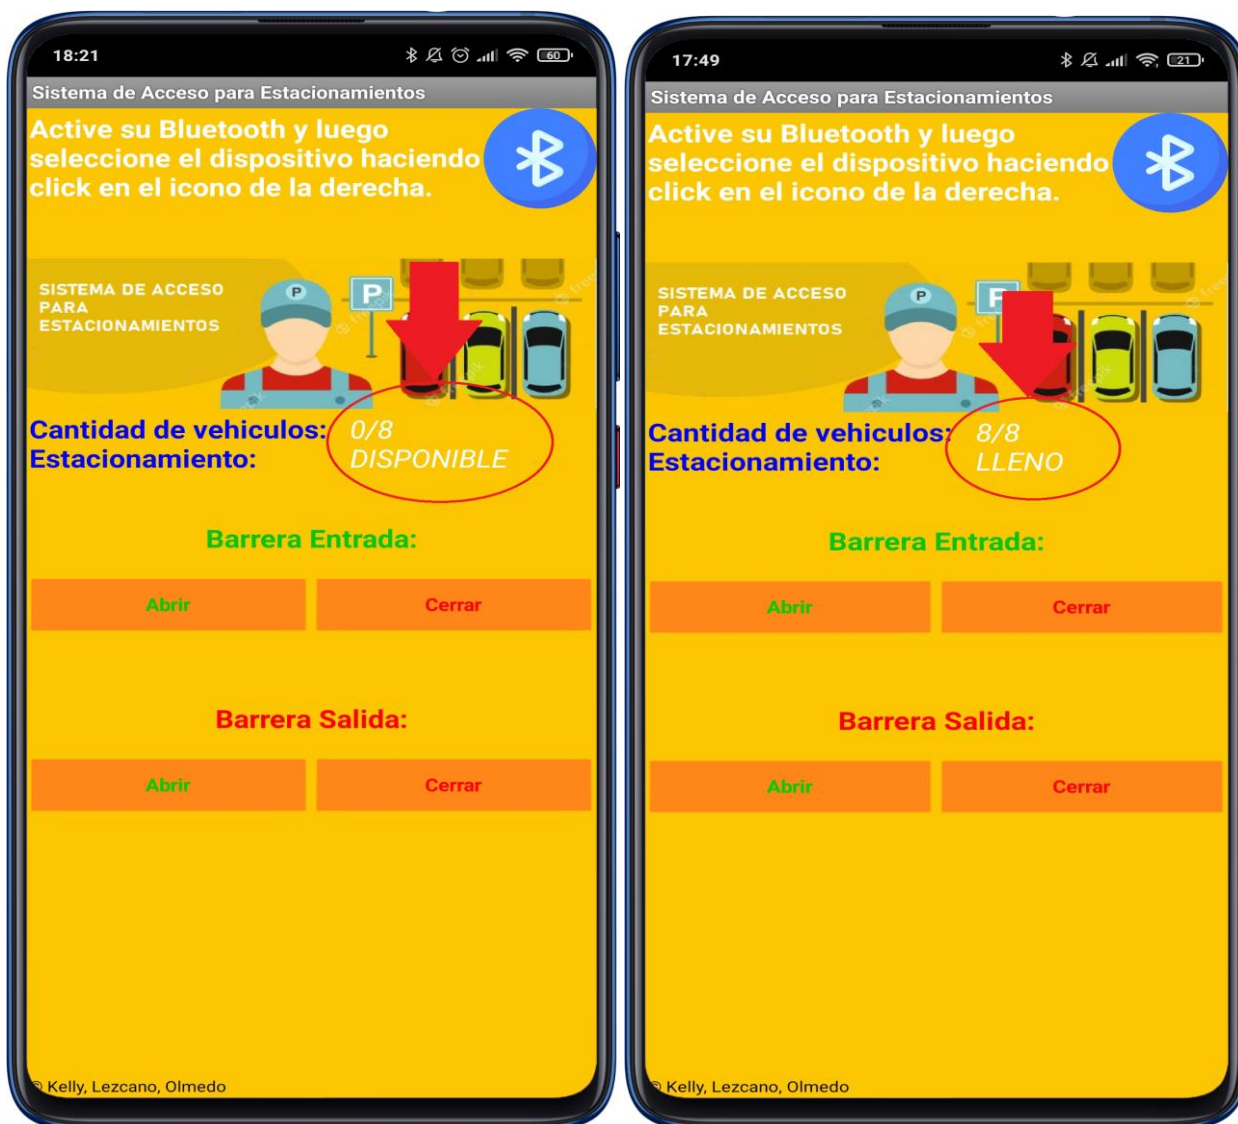 18:21
60
Sistema de Acceso para Estacionamientos
Active su Bluetooth y luego
seleccione el dispositivo haciendo
click en el icono de la derecha.
SISTEMA DE ACCESO
PARA
ESTACIONAMIENTOS
P
P
Cantidad de vehiculos: 0/8
Estacionamiento: DISPONIBLE
Barrera Entrada:
Abrir Cerrar
Barrera Salida:
Abrir Cerrar
© Kelly, Lezcano, Olmedo
17:49
21
Sistema de Acceso para Estacionamientos
Active su Bluetooth y luego
seleccione el dispositivo haciendo
click en el icono de la derecha.
SISTEMA DE ACCESO
PARA
ESTACIONAMIENTOS
P
P
Cantidad de vehiculos: 8/8
Estacionamiento: LLENO
Barrera Entrada:
Abrir Cerrar
Barrera Salida:
Abrir Cerrar
© Kelly, Lezcano, Olmedo